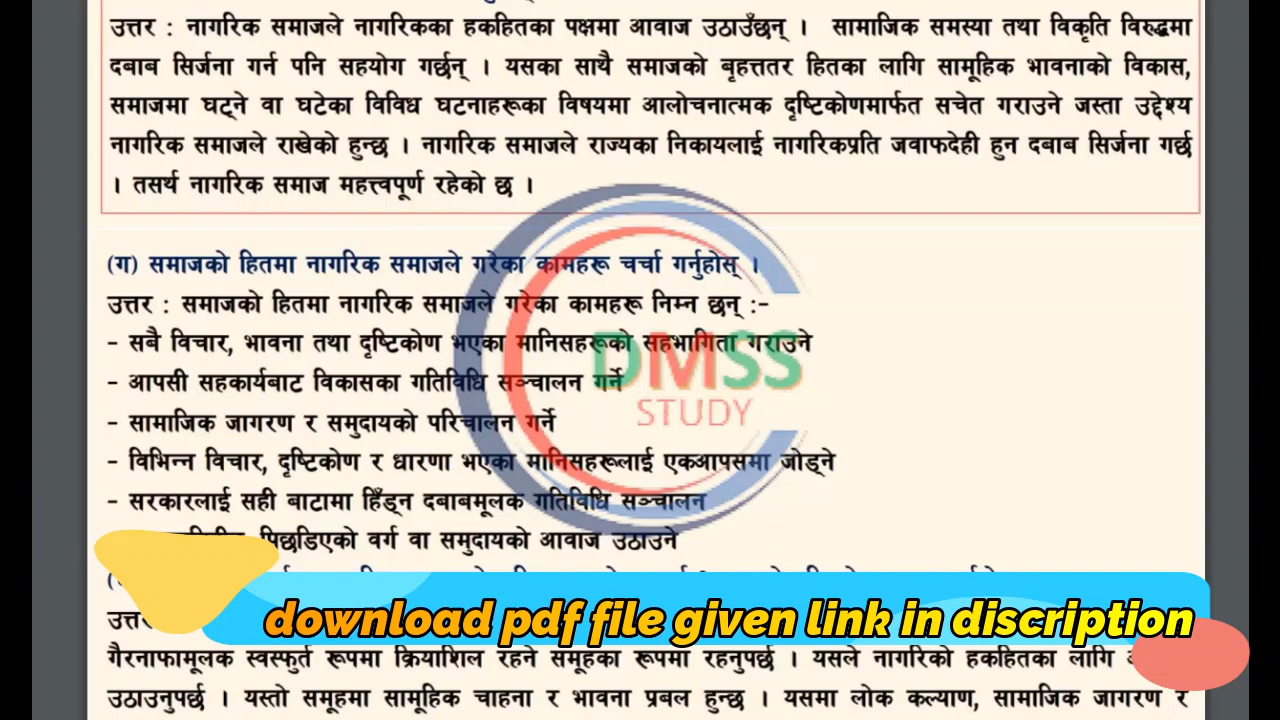 उत्तर : नागरिक समाजले नागरिकका हकहितका पक्षमा आवाज उठाउँछन् । सामाजिक समस्या तथा विकृति विरुद्धमा
दबाब सिर्जना गर्न पनि सहयोग गर्छन् । यसका साथै समाजको बृहत्ततर हितका लागि सामूहिक भावनाको विकास,
समाजमा घट्ने वा घटेका विविध घटनाहरूका विषयमा आलोचनात्मक दृष्टिकोणमार्फत सचेत गराउने जस्ता उद्देश्य
नागरिक समाजले राखेको हुन्छ । नागरिक समाजले राज्यका निकायलाई नागरिकप्रति जवाफदेही हुन दबाब सिर्जना गर्छ
। तसर्थ नागरिक समाज महत्त्वपूर्ण रहेको छ ।
(ग) समाजको हितमा नागरिक समाजले गरेका कामहरू चर्चा गर्नुहोस् ।
उत्तर : समाजको हितमा नागरिक समाजले गरेका कामहरू निम्न छन् :-
- सबै विचार, भावना तथा दृष्टिकोण भएका मानिसहरूको सहभागिता गराउने
- आपसी सहकार्यबाट विकासका गतिविधि सञ्चालन गर्ने
- सामाजिक जागरण र समुदायको परिचालन गर्ने
- विभिन्न विचार, दृष्टिकोण र धारणा भएका मानिसहरूलाई एकआपसमा जोड्ने
- सरकारलाई सही बाटामा हिँड्न दबाबमूलक गतिविधि सञ्चालन
पिछडिएको वर्ग वा समुदायको आवाज उठाउने
DMSS
STUDY
download pdf file given link in discription
गैरनाफामूलक स्वस्फुर्त रूपमा क्रियाशिल रहने समूहका रूपमा रहनुपर्छ । यसले नागरिको हकहितका लागि
उठाउनुपर्छ । यस्तो समूहमा सामूहिक चाहना र भावना प्रबल हुन्छ । यसमा लोक कल्याण, सामाजिक जागरण र